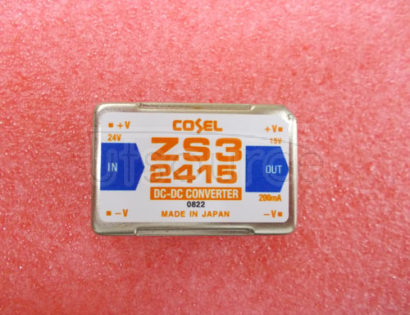 COSEL
+V +V
24V ZS3 15V
IN 2415 OUT
DC-DC CONVERTER 200mA
0822
-V MADE IN JAPAN -V